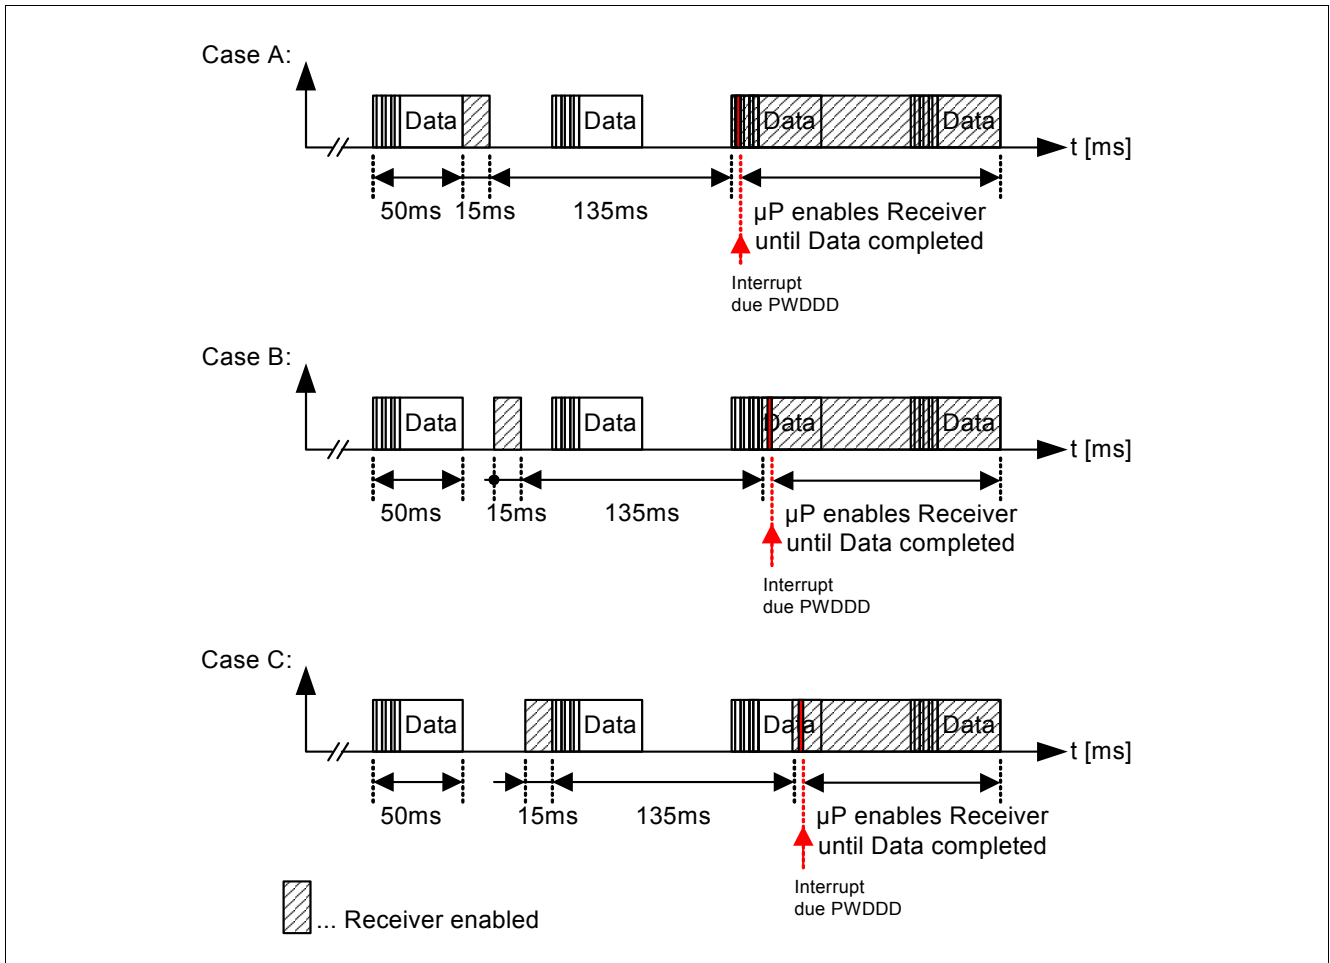 Case A:
Data
Data
Data
Data
t [ms]
50ms
15ms
135ms
µP enables Receiver
until Data completed
Interrupt
due PWDDD
Case B:
Data
Data
Data
Data
t [ms]
50ms
15ms
135ms
µP enables Receiver
until Data completed
Interrupt
due PWDDD
Case C:
Data
Data
Data
Data
t [ms]
50ms
15ms
135ms
µP enables Receiver
until Data completed
Interrupt
due PWDDD
... Receiver enabled